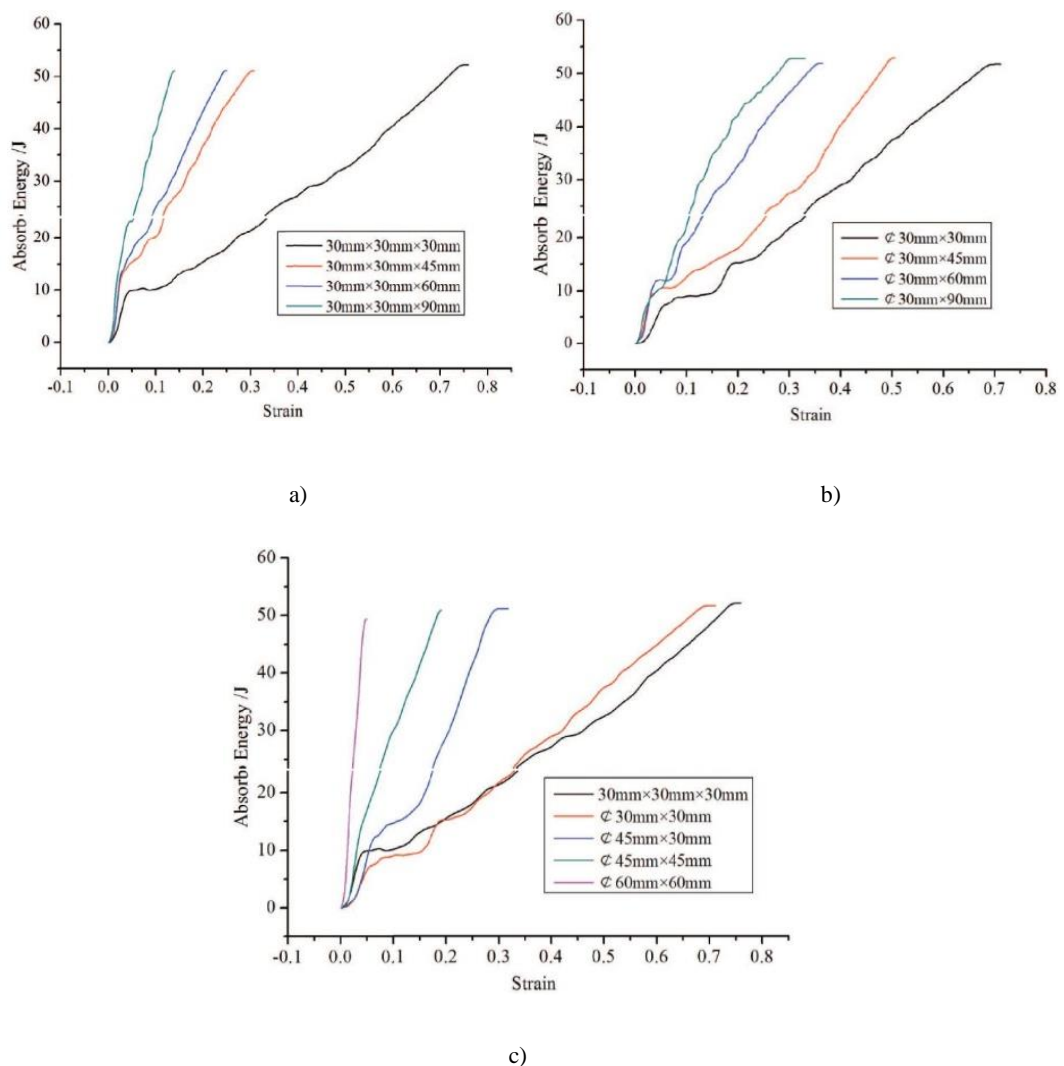 60
50
40
30
20
10
0
Absorb Energy /J
-0.1 0.0 0.1 0.2 0.3 0.4 0.5 0.6 0.7 0.8
Strain
30mm×30mm×30mm
30mm×30mm×45mm
30mm×30mm×60mm
30mm×30mm×90mm
a)
60
50
40
30
20
10
0
Absorb Energy /J
-0.1 0.0 0.1 0.2 0.3 0.4 0.5 0.6 0.7 0.8
Strain
₵ 30mm×30mm
₵ 30mm×45mm
₵ 30mm×60mm
₵ 30mm×90mm
b)
60
50
40
30
20
10
0
Absorb Energy /J
-0.1 0.0 0.1 0.2 0.3 0.4 0.5 0.6 0.7 0.8
Strain
30mm×30mm×30mm
₵ 30mm×30mm
₵ 45mm×30mm
₵ 45mm×45mm
₵ 60mm×60mm
c)